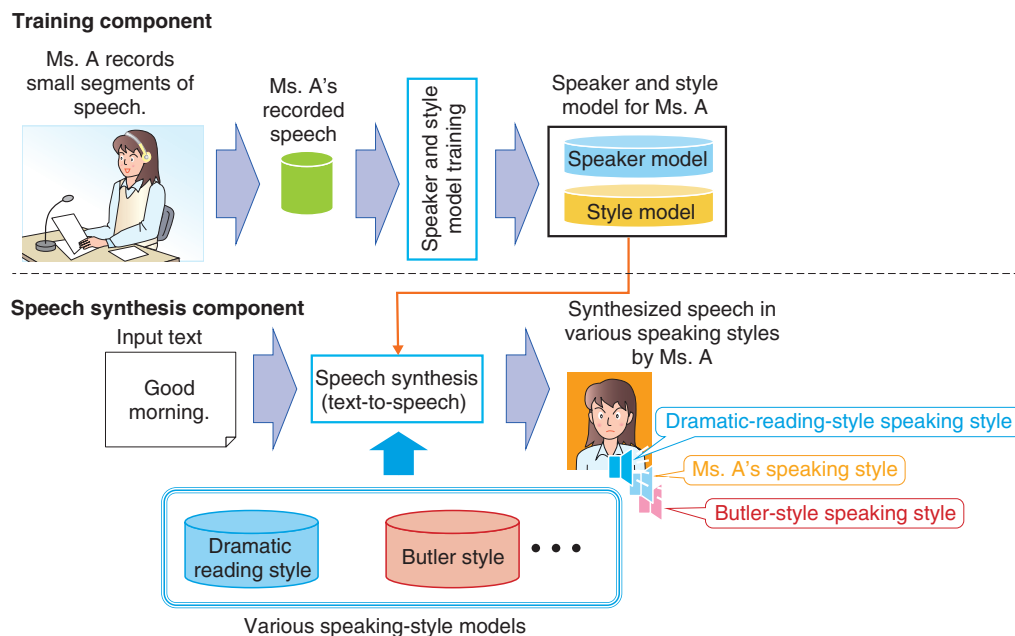 Training component
Ms. A records
small segments of
speech.
Ms. A's
recorded
speech
Speaker and style
model training
Speaker and style
model for Ms. A
Speaker model
Style model
Speech synthesis component
Input text
Good
morning.
Speech synthesis
(text-to-speech)
Synthesized speech in
various speaking styles
by Ms. A
Dramatic-reading-style speaking style
Ms. A's speaking style
Butler-style speaking style
Dramatic
reading style
Butler style
• • •
Various speaking-style models